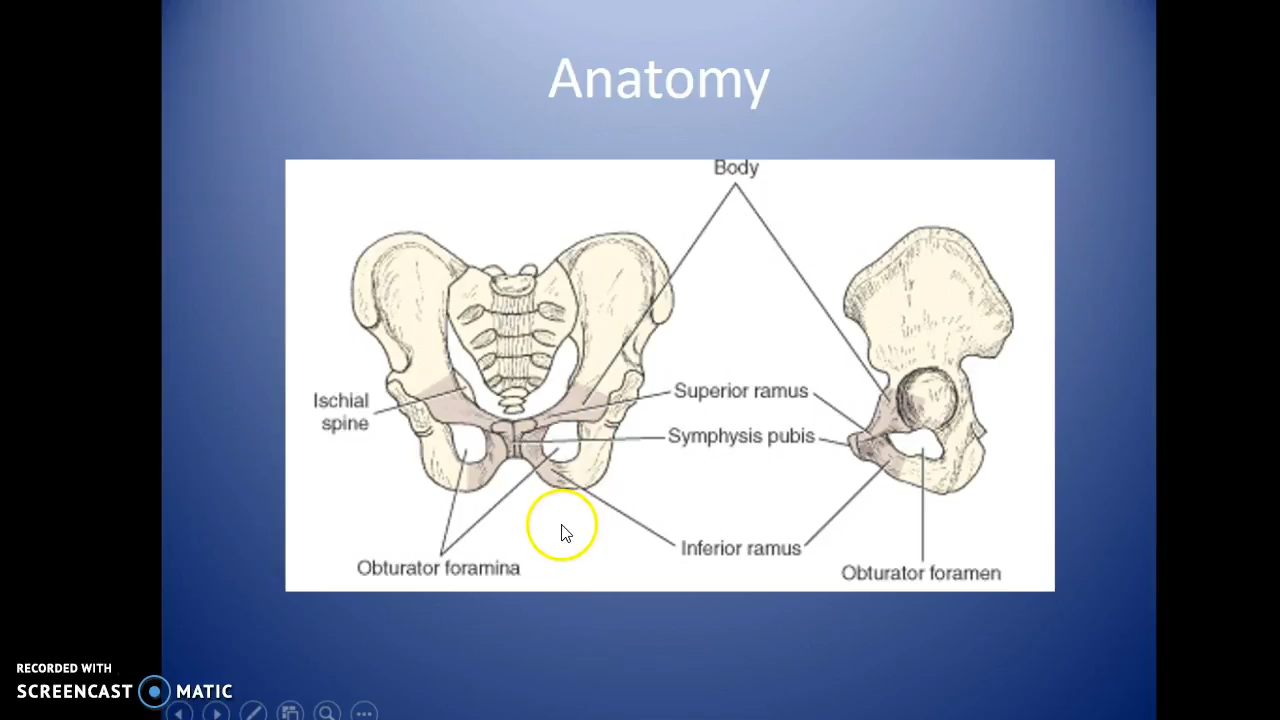 Anatomy
Body
Ischial
spine
Superior ramus
Symphysis pubis
Inferior ramus
Obturator foramina
Obturator foramen
RECORDED WITH
SCREENCAST MATIC